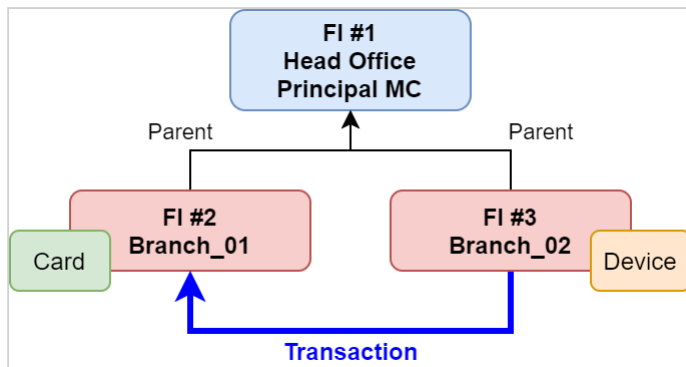 FI #1
Head Office
Principal MC
Parent
Parent
FI #2
Branch_01
Card
FI #3
Branch_02
Device
Transaction